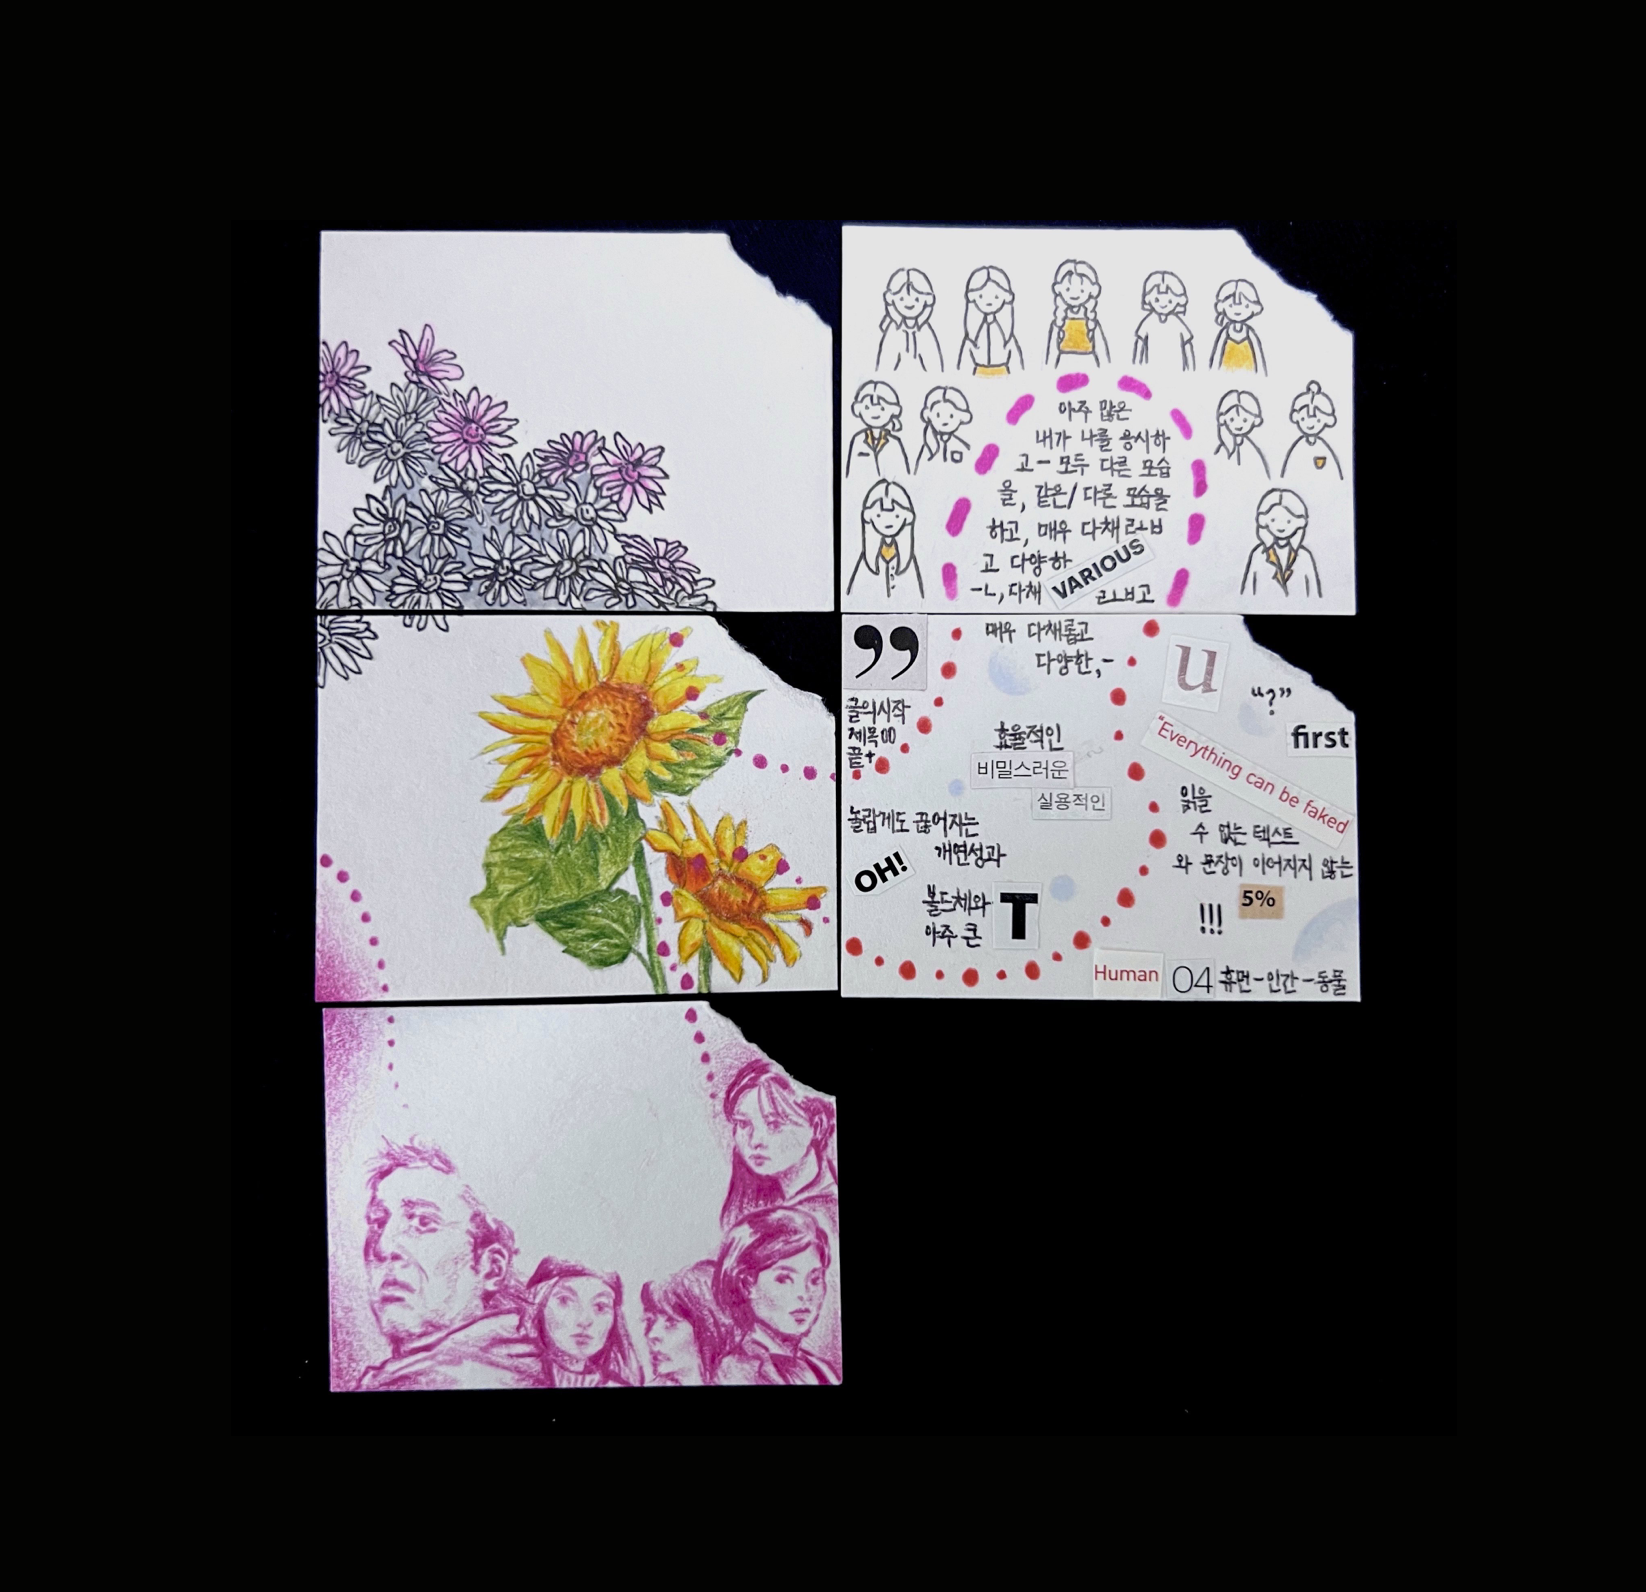 아주 많은
내가 나를 응시하
고 - 모두 다른 모습
을, 같은/다른 모습을
하고, 매우 다채
고 다양하
VARIOUS
-ㄴ, 다채
매우 다채롭고
다양한,-
”
글의시작
제목00
끝+
효율적인
비밀스러운
실용적인
놀랍게도 끊어지는
개연성과
OH!
볼드체와
아주 큰
T
u
“?”
first
"Everything can be faked
읽을
수 없는 텍스트
와 문장이 이어지지 않는
5%
!!!
Human
04
휴먼-인간-동물